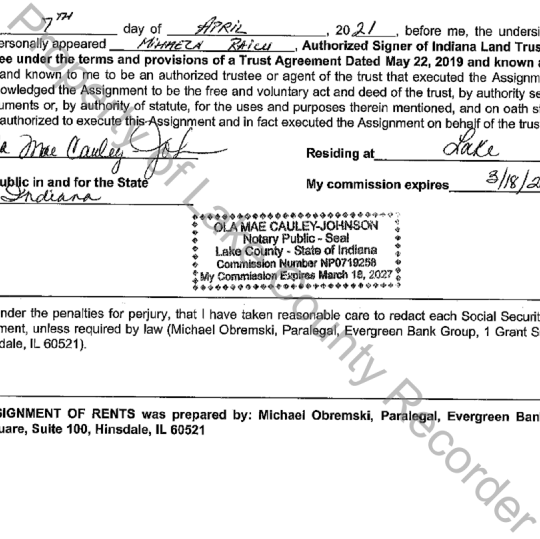 7TH day of APRIL, 2021, before me, the undersi
ersonally appeared MIHAELA RAICU, Authorized Signer of Indiana Land Trus
ee under the terms and provisions of a Trust Agreement Dated May 22, 2019 and known a
and known to me to be an authorized trustee or agent of the trust that executed the Assignm
owledged the Assignment to be the free and voluntary act and deed of the trust, by authority se
uments or, by authority of statute, for the uses and purposes therein mentioned, and on oath s
authorized to execute this Assignment and in fact executed the Assignment on behalf of the trust
a Mae Cauley Joh Residing at Lake
ublic in and for the State My commission expires 3/18/2
Indiana
OLA MAE CAULEY-JOHNSON
Notary Public - Seal
Lake County - State of Indiana
Commission Number NP0719258
My Commission Expires March 18, 2027
nder the penalties for perjury, that I have taken reasonable care to redact each Social Securit
ment, unless required by law (Michael Obremski, Paralegal, Evergreen Bank Group, 1 Grant S
dale, IL 60521).
SIGNMENT OF RENTS was prepared by: Michael Obremski, Paralegal, Evergreen Ban
uare, Suite 100, Hinsdale, IL 60521
Property of Lake County Recorder